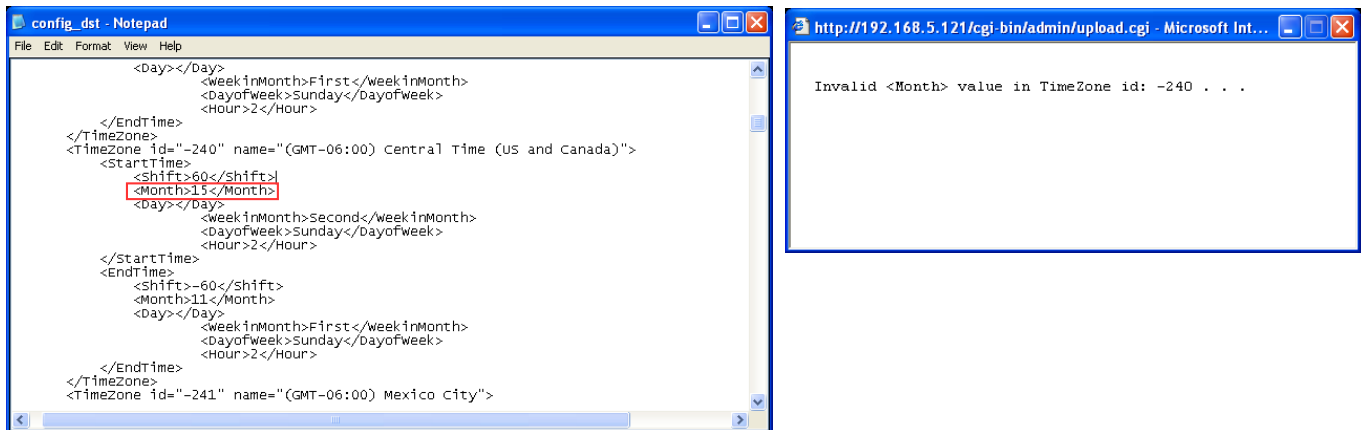 config_dst - Notepad
File Edit Format View Help
<Day></Day>
<WeekinMonth>First</WeekinMonth>
<DayofWeek>Sunday</DayofWeek>
<Hour>2</Hour>
</EndTime>
</TimeZone>
<TimeZone id="-240" name="(GMT-06:00) Central Time (US and Canada)">
<StartTime>
<Shift>60</Shift>
<Month>15</Month>
<Day></Day>
<WeekinMonth>Second</WeekinMonth>
<DayofWeek>Sunday</DayofWeek>
<Hour>2</Hour>
</StartTime>
<EndTime>
<Shift>-60</Shift>
<Month>11</Month>
<Day></Day>
<WeekinMonth>First</WeekinMonth>
<DayofWeek>Sunday</DayofWeek>
<Hour>2</Hour>
</EndTime>
</TimeZone>
<TimeZone id="-241" name="(GMT-06:00) Mexico City">
http://192.168.5.121/cgi-bin/admin/upload.cgi - Microsoft Int...
Invalid <Month> value in TimeZone id: -240 . . .